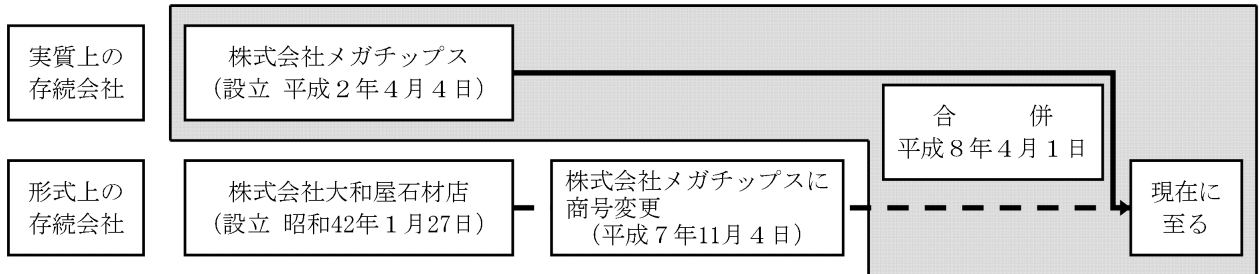 実質上の
存続会社
株式会社メガチップス
(設立 平成2年4月4日)
合 併
平成8年4月1日
形式上の
存続会社
株式会社大和屋石材店
(設立 昭和42年1月27日)
株式会社メガチップスに
商号変更
(平成7年11月4日)
現在に
至る